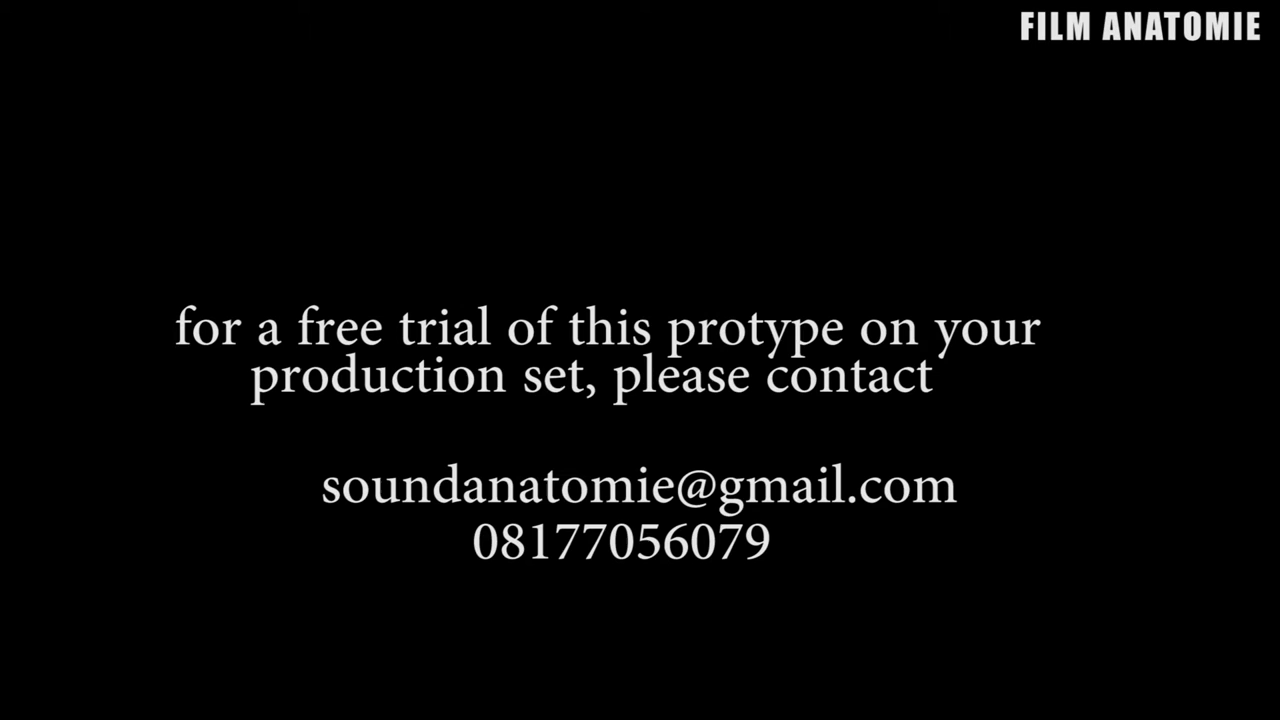 FILM ANATOMIE
for a free trial of this protype on your
production set, please contact
soundanatomie@gmail.com
08177056079